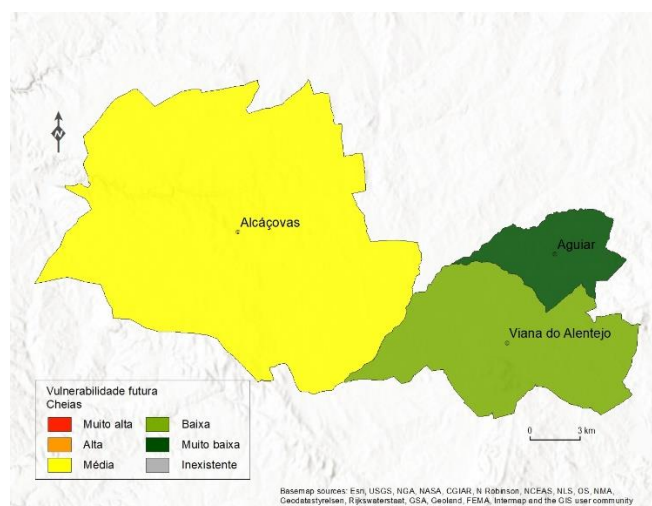 N
Alcáçovas
Aguiar
Viana do Alentejo
Vulnerabilidade futura
Cheias
Muito alta
Baixa
Alta
Muito baixa
Média
Inexistente
0 3 km
Basemap sources: Esri, USGS, NGA, NASA, CGIAR, N Robinson, NCEAS, NLS, OS, NMA,
Geodatastyrelsen, Rijkswaterstaat, GSA, Geoland, FEMA, Intermap and the GIS user community